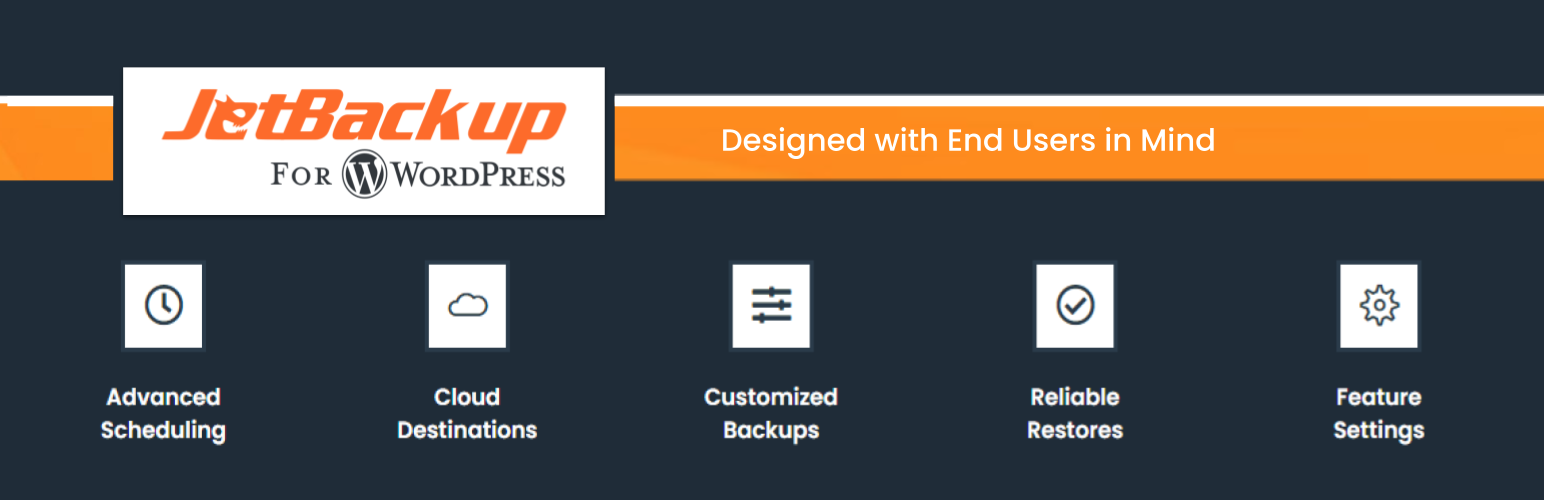 JetBackup
FOR WORDPRESS
Designed with End Users in Mind
Advanced
Scheduling
Cloud
Destinations
Customized
Backups
Reliable
Restores
Feature
Settings